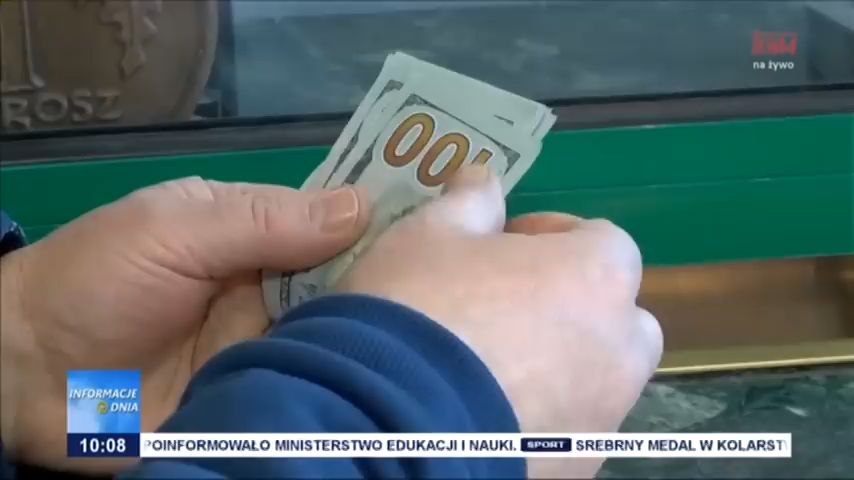 ROSZ
100
na żywo
INFORMACJE
DNIA
10:08
POINFORMOWAŁO MINISTERSTWO EDUKACJI I NAUKI. SPORT SREBRNY MEDAL W KOLARST